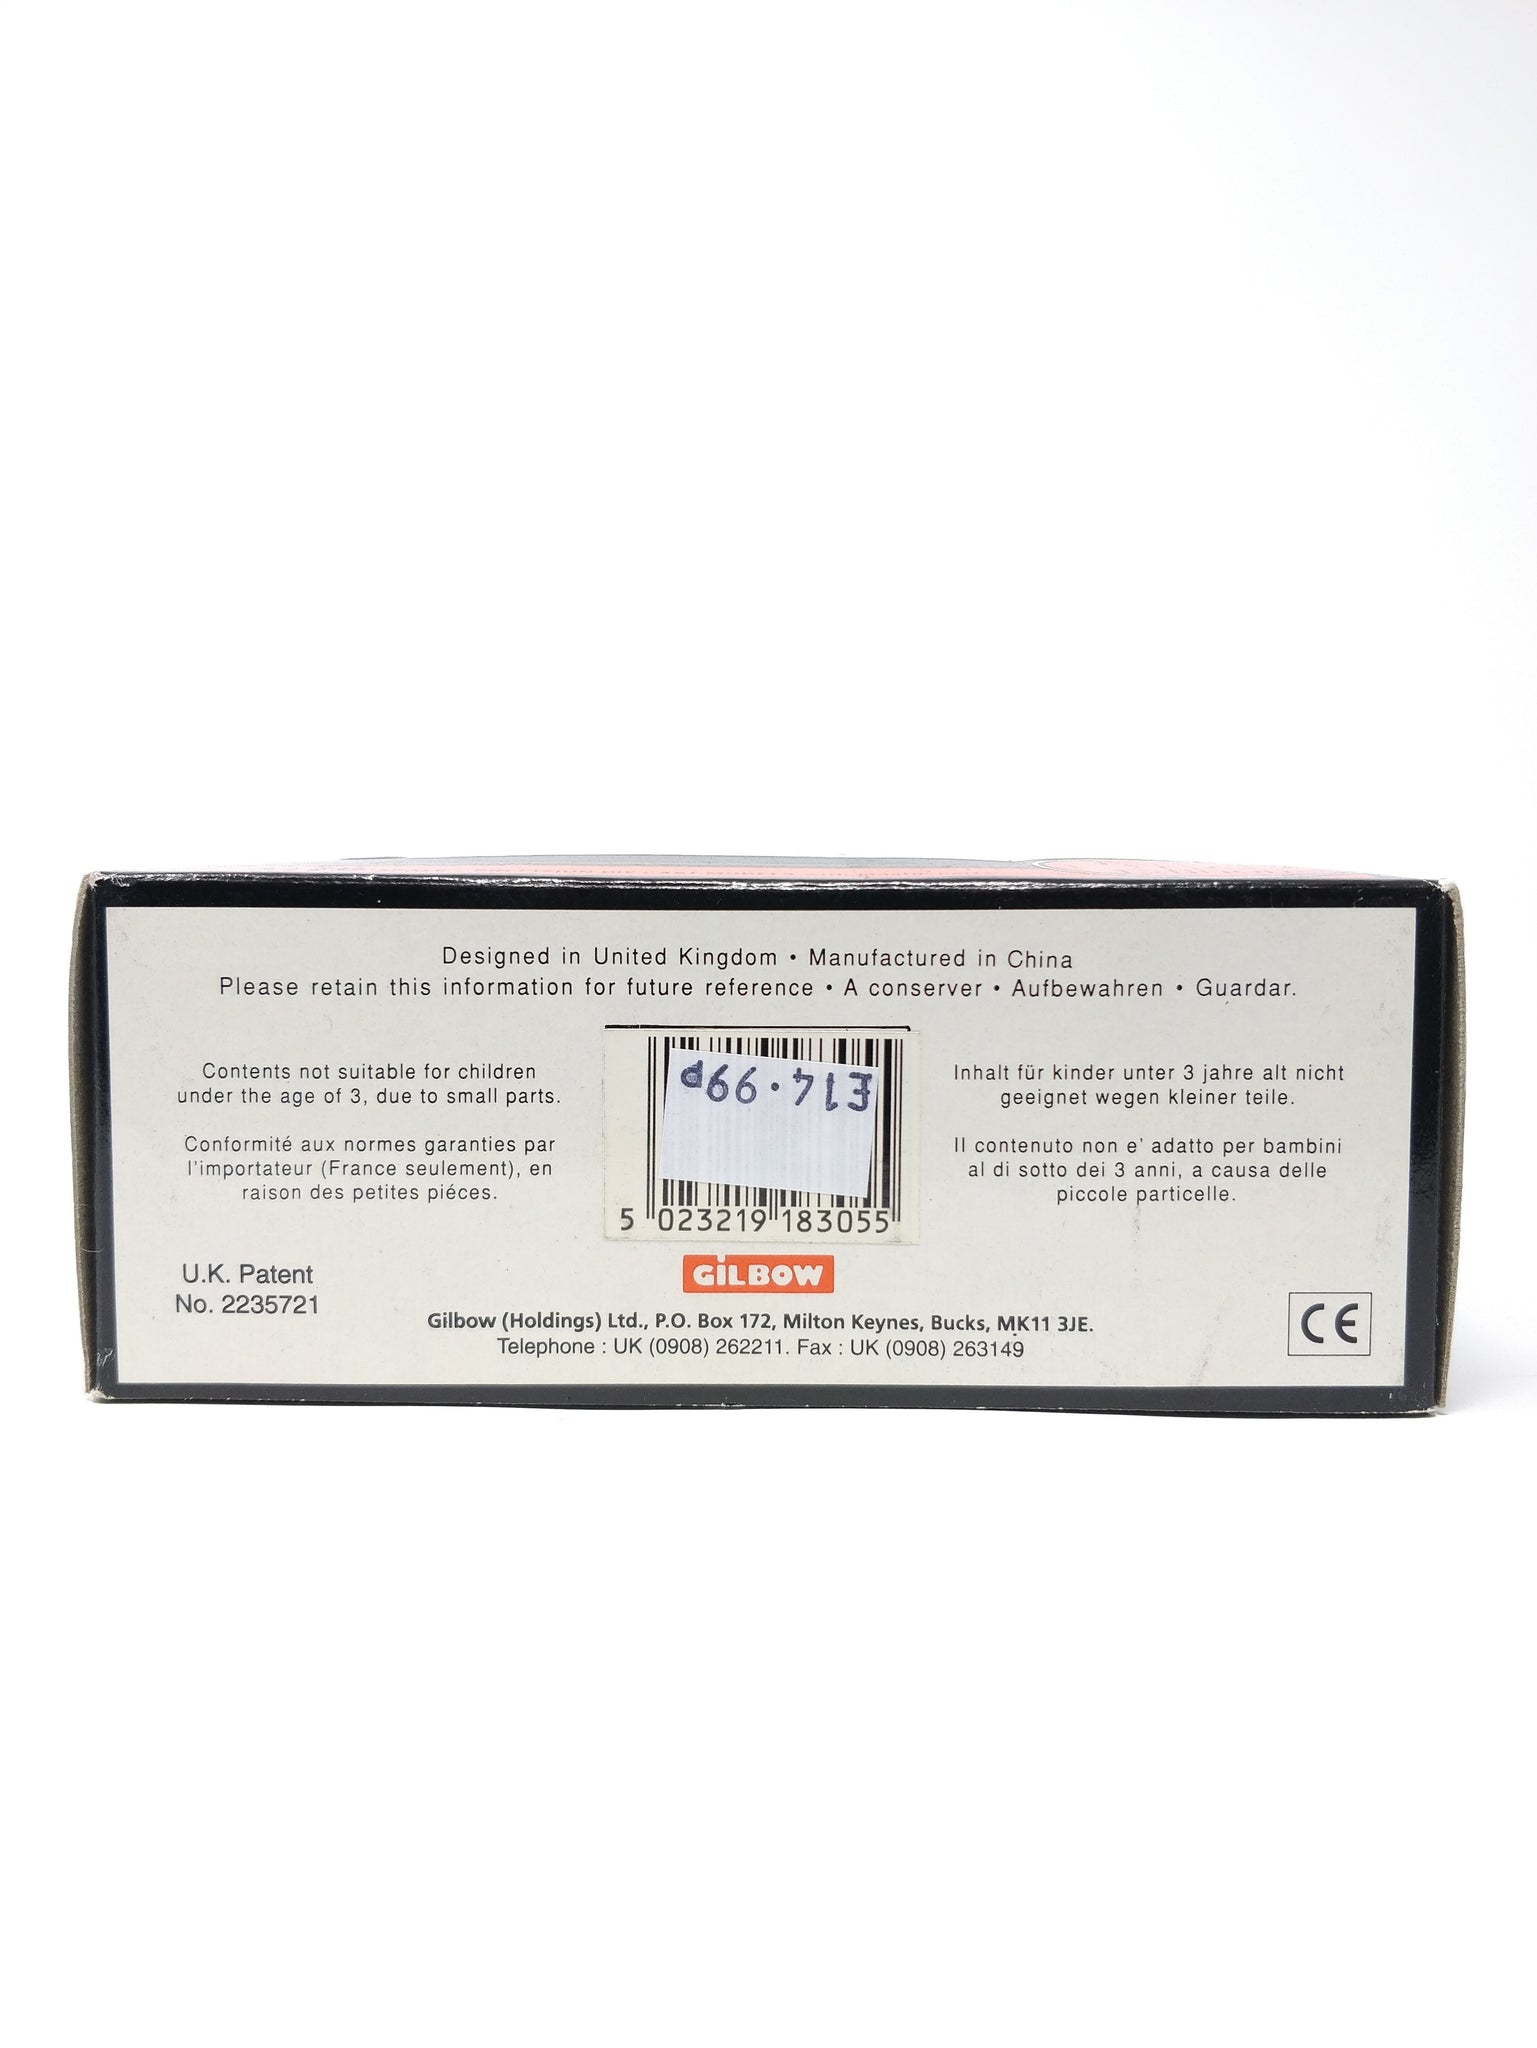 Designed in United Kingdom • Manufactured in China
Please retain this information for future reference • A conserver • Aufbewahren • Guardar.
Contents not suitable for children
under the age of 3, due to small parts.
Conformité aux normes garanties par
l'importateur (France seulement), en
raison des petites piéces.
£14.99p
5 023219 183055
Inhalt für kinder unter 3 jahre alt nicht
geeignet wegen kleiner teile.
Il contenuto non e' adatto per bambini
al di sotto dei 3 anni, a causa delle
piccole particelle.
U.K. Patent
No. 2235721
GiLBOW
Gilbow (Holdings) Ltd., P.O. Box 172, Milton Keynes, Bucks, MK11 3JE.
Telephone : UK (0908) 262211. Fax : UK (0908) 263149
CE